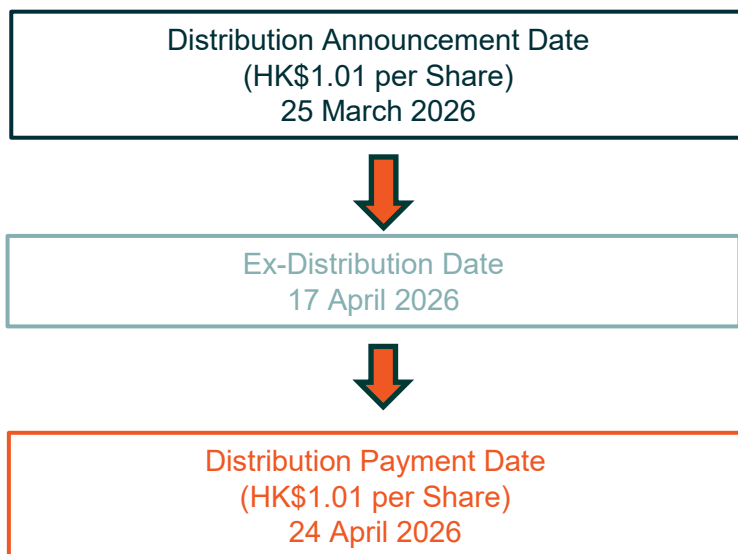 Distribution Announcement Date
(HK$1.01 per Share)
25 March 2026
Ex-Distribution Date
17 April 2026
Distribution Payment Date
(HK$1.01 per Share)
24 April 2026